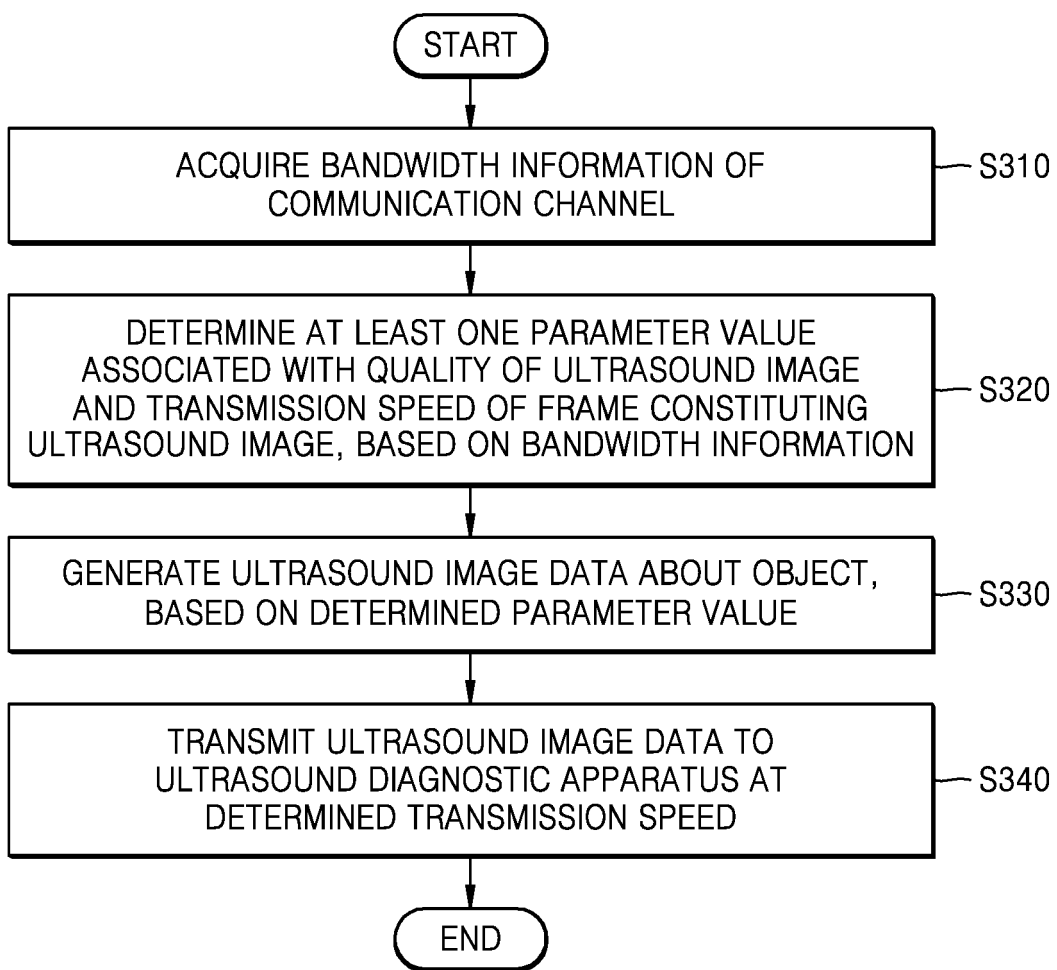 START
ACQUIRE BANDWIDTH INFORMATION OF
COMMUNICATION CHANNEL
S310
DETERMINE AT LEAST ONE PARAMETER VALUE
ASSOCIATED WITH QUALITY OF ULTRASOUND IMAGE
AND TRANSMISSION SPEED OF FRAME CONSTITUTING
ULTRASOUND IMAGE, BASED ON BANDWIDTH INFORMATION
S320
GENERATE ULTRASOUND IMAGE DATA ABOUT OBJECT,
BASED ON DETERMINED PARAMETER VALUE
S330
TRANSMIT ULTRASOUND IMAGE DATA TO
ULTRASOUND DIAGNOSTIC APPARATUS AT
DETERMINED TRANSMISSION SPEED
S340
END